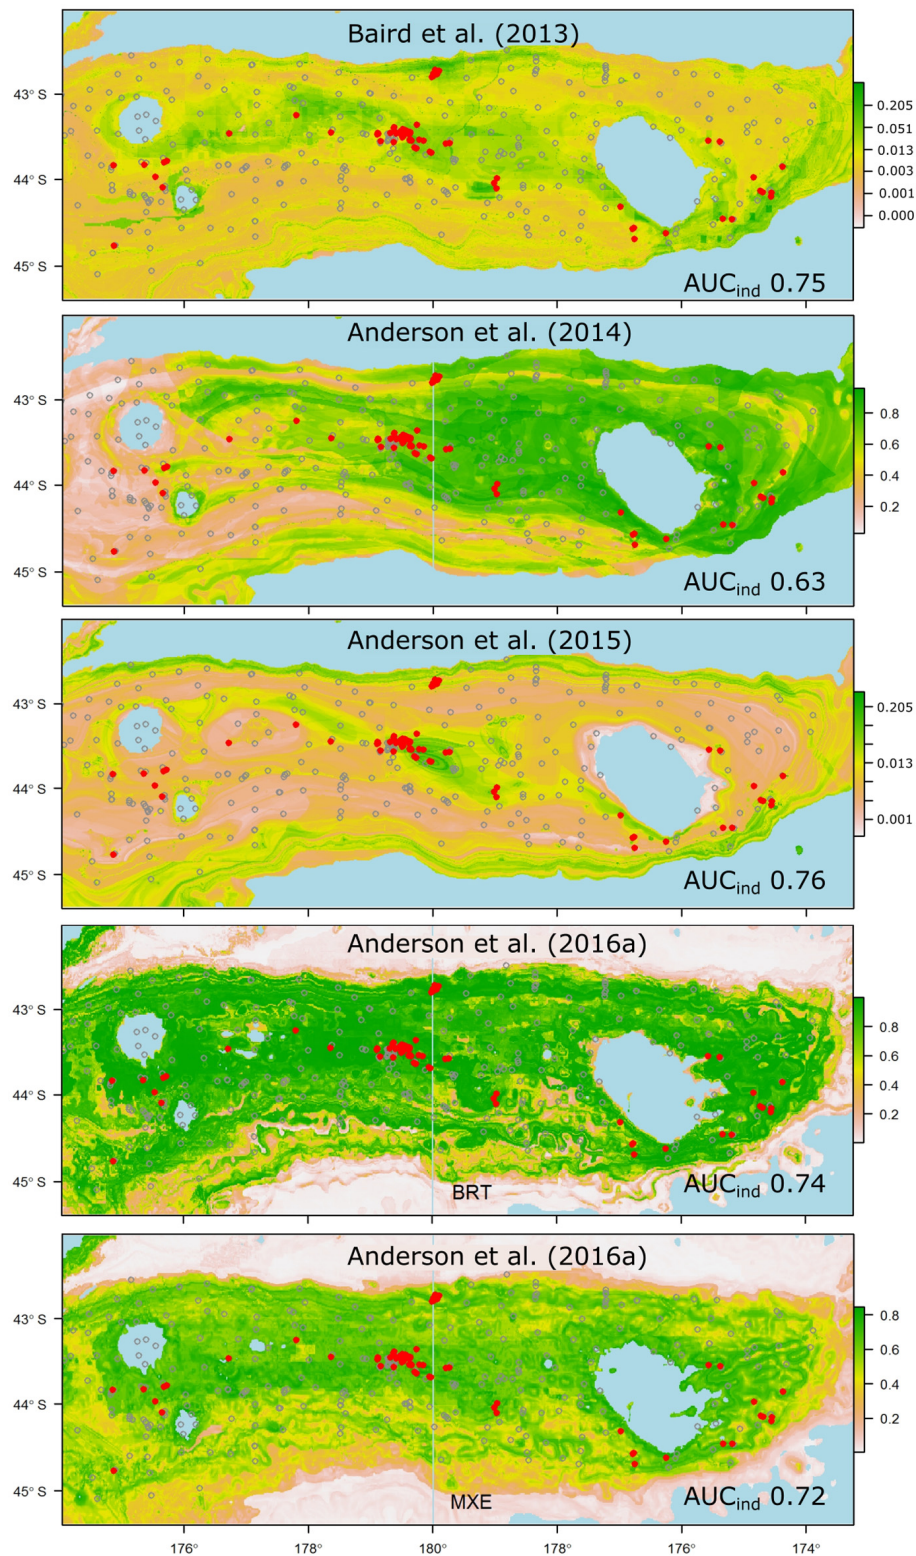 Baird et al. (2013)
43° S
44° S
45° S
0.205
0.051
0.013
0.003
0.001
0.000
AUCind 0.75
Anderson et al. (2014)
43° S
44° S
45° S
0.8
0.6
0.4
0.2
AUCind 0.63
Anderson et al. (2015)
43° S
44° S
45° S
0.205
0.013
0.001
AUCind 0.76
Anderson et al. (2016a)
43° S
44° S
45° S
0.8
0.6
0.4
0.2
BRT
AUCind 0.74
Anderson et al. (2016a)
43° S
44° S
45° S
0.8
0.6
0.4
0.2
MXE
AUCind 0.72
176° 178° 180° 178° 176° 174°